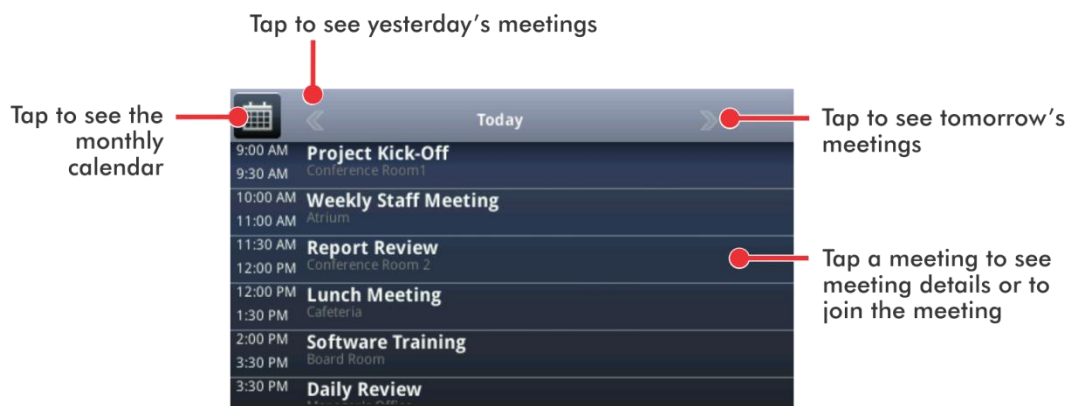 Tap to see yesterday's meetings
Tap to see the
monthly
calendar
Today
Tap to see tomorrow's
meetings
9:00 AM
9:30 AM
Project Kick-Off
Conference Room1
10:00 AM
11:00 AM
Weekly Staff Meeting
Atrium
11:30 AM
12:00 PM
Report Review
Conference Room 2
Tap a meeting to see
meeting details or to
join the meeting
12:00 PM
1:30 PM
Lunch Meeting
Cafeteria
2:00 PM
3:30 PM
Software Training
Board Room
3:30 PM
Daily Review